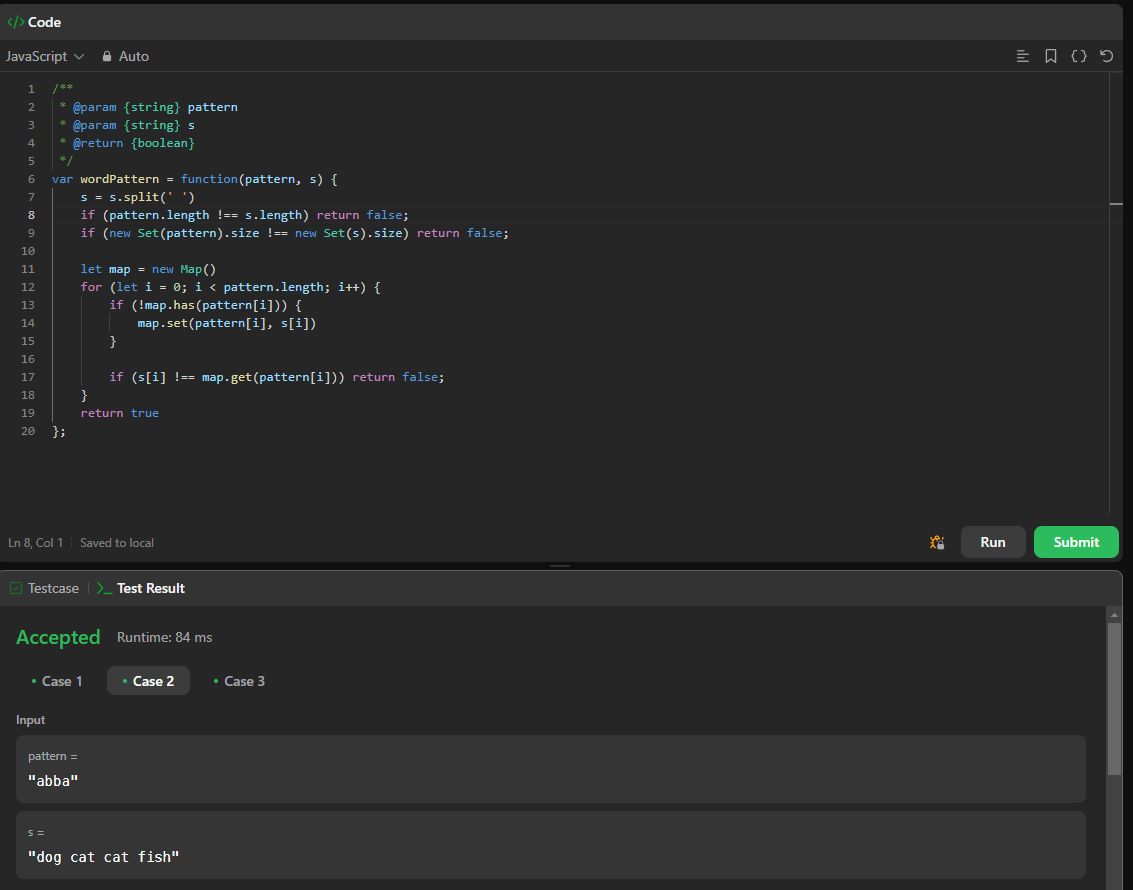 </> Code
JavaScript Auto
1 /**
2  * @param {string} pattern
3  * @param {string} s
4  * @return {boolean}
5  */
6 var wordPattern = function(pattern, s) {
7     s = s.split(' ')
8     if (pattern.length !== s.length) return false;
9     if (new Set(pattern).size !== new Set(s).size) return false;
10
11     let map = new Map()
12     for (let i = 0; i < pattern.length; i++) {
13         if (!map.has(pattern[i])) {
14             map.set(pattern[i], s[i])
15         }
16
17         if (s[i] !== map.get(pattern[i])) return false;
18     }
19     return true
20 };
Ln 8, Col 1 Saved to local Run Submit
Testcase >_ Test Result
Accepted Runtime: 84 ms
• Case 1 • Case 2 • Case 3
Input
pattern =
"abba"
s =
"dog cat cat fish"